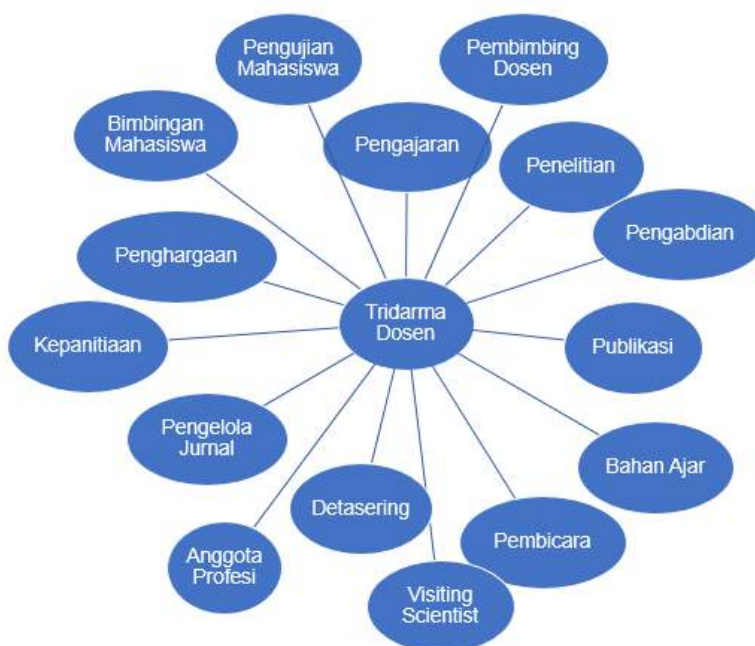 Pengujian
Mahasiswa
Pembimbing
Dosen
Bimbingan
Mahasiswa
Pengajaran
Penelitian
Penghargaan
Pengabdian
Tridarma
Dosen
Kepanitiaan
Publikasi
Pengelola
Jurnal
Bahan Ajar
Detasering
Pembicara
Anggota
Profesi
Visiting
Scientist